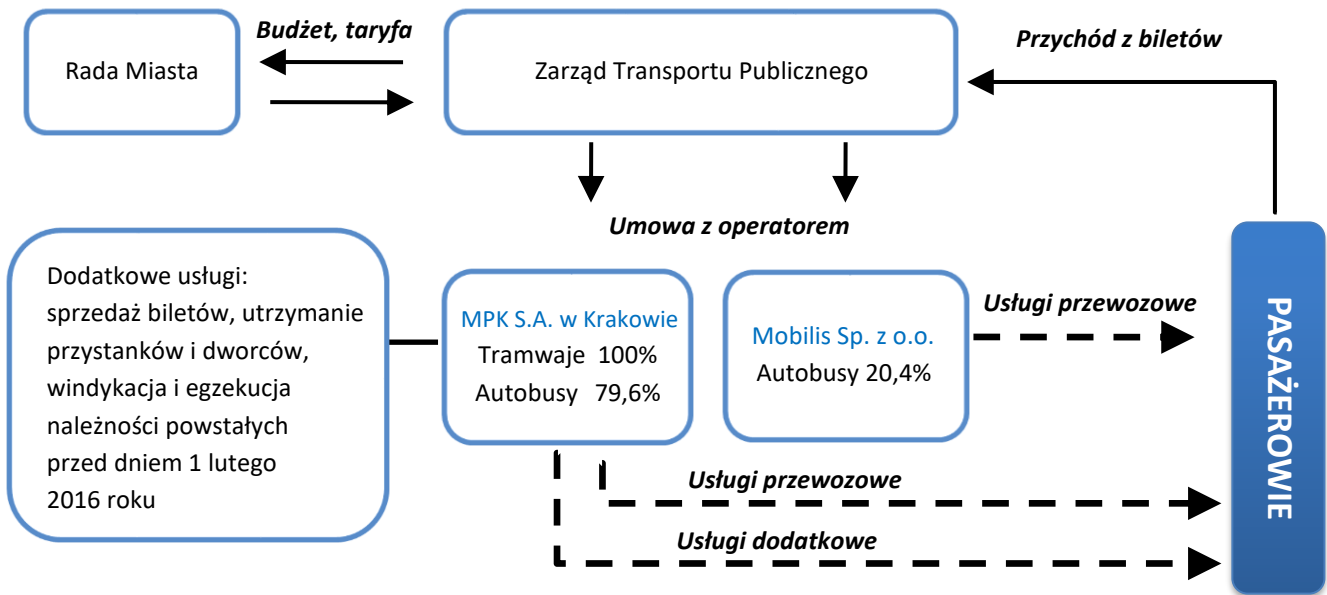 Budżet, taryfa
Przychód z biletów
Rada Miasta
Zarząd Transportu Publicznego
Umowa z operatorem
Dodatkowe usługi:
sprzedaż biletów, utrzymanie
przystanków i dworców,
windykacja i egzekucja
należności powstałych
przed dniem 1 lutego
2016 roku
MPK S.A. w Krakowie
Tramwaje 100%
Autobusy 79,6%
Mobilis Sp. z o.o.
Autobusy 20,4%
Usługi przewozowe
PASAŻEROWIE
Usługi przewozowe
Usługi dodatkowe